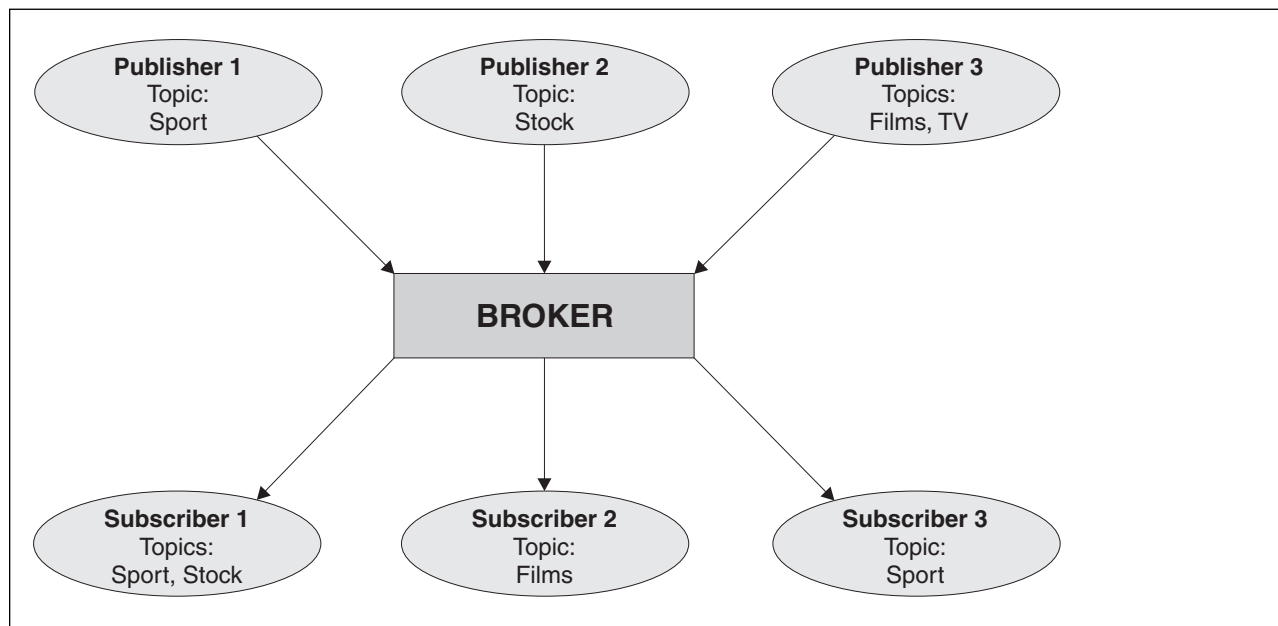 Publisher 1
Topic:
Sport
Publisher 2
Topic:
Stock
Publisher 3
Topics:
Films, TV
BROKER
Subscriber 1
Topics:
Sport, Stock
Subscriber 2
Topic:
Films
Subscriber 3
Topic:
Sport